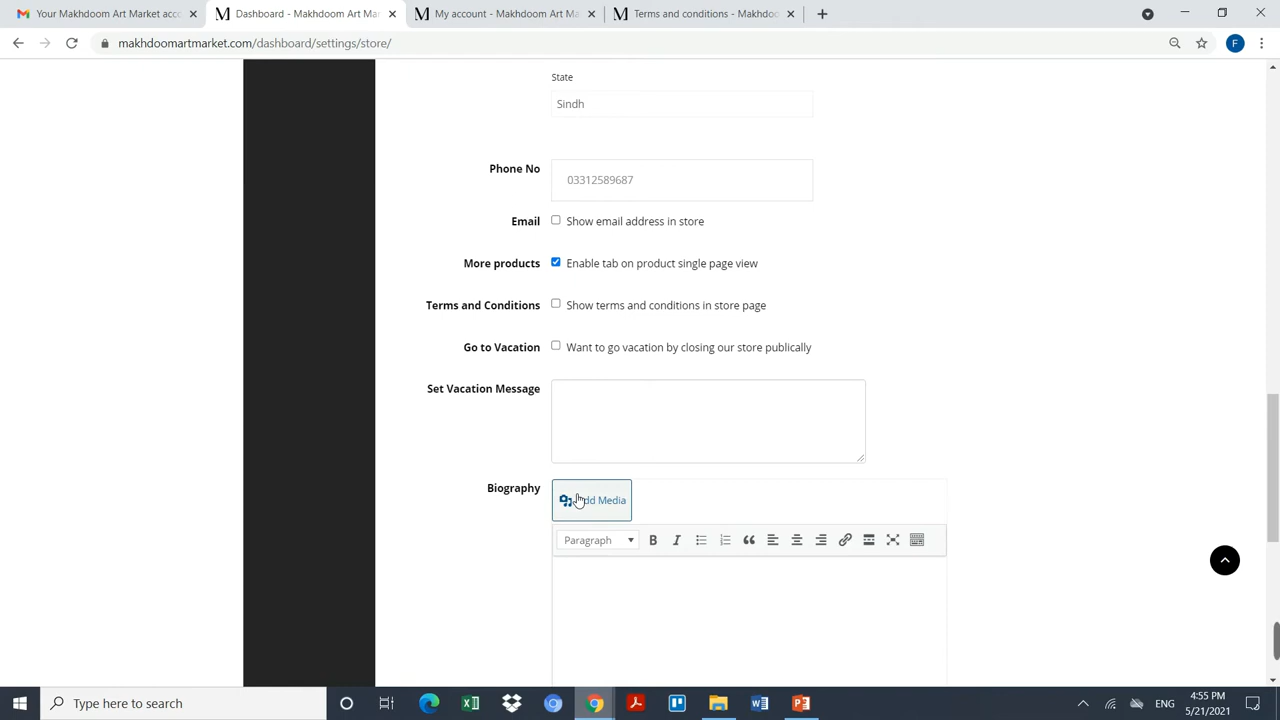 Your Makhdoom Art Market acco
Dashboard - Makhdoom Art Mar
My account - Makhdoom Art Ma
Terms and conditions - Makhdoo
makhdoomartmarket.com/dashboard/settings/store/
F
State
Sindh
Phone No
03312589687
Email
Show email address in store
More products
Enable tab on product single page view
Terms and Conditions
Show terms and conditions in store page
Go to Vacation
Want to go vacation by closing our store publically
Set Vacation Message
Biography
Add Media
Paragraph
B I
Type here to search
ENG
4:55 PM
5/21/2021